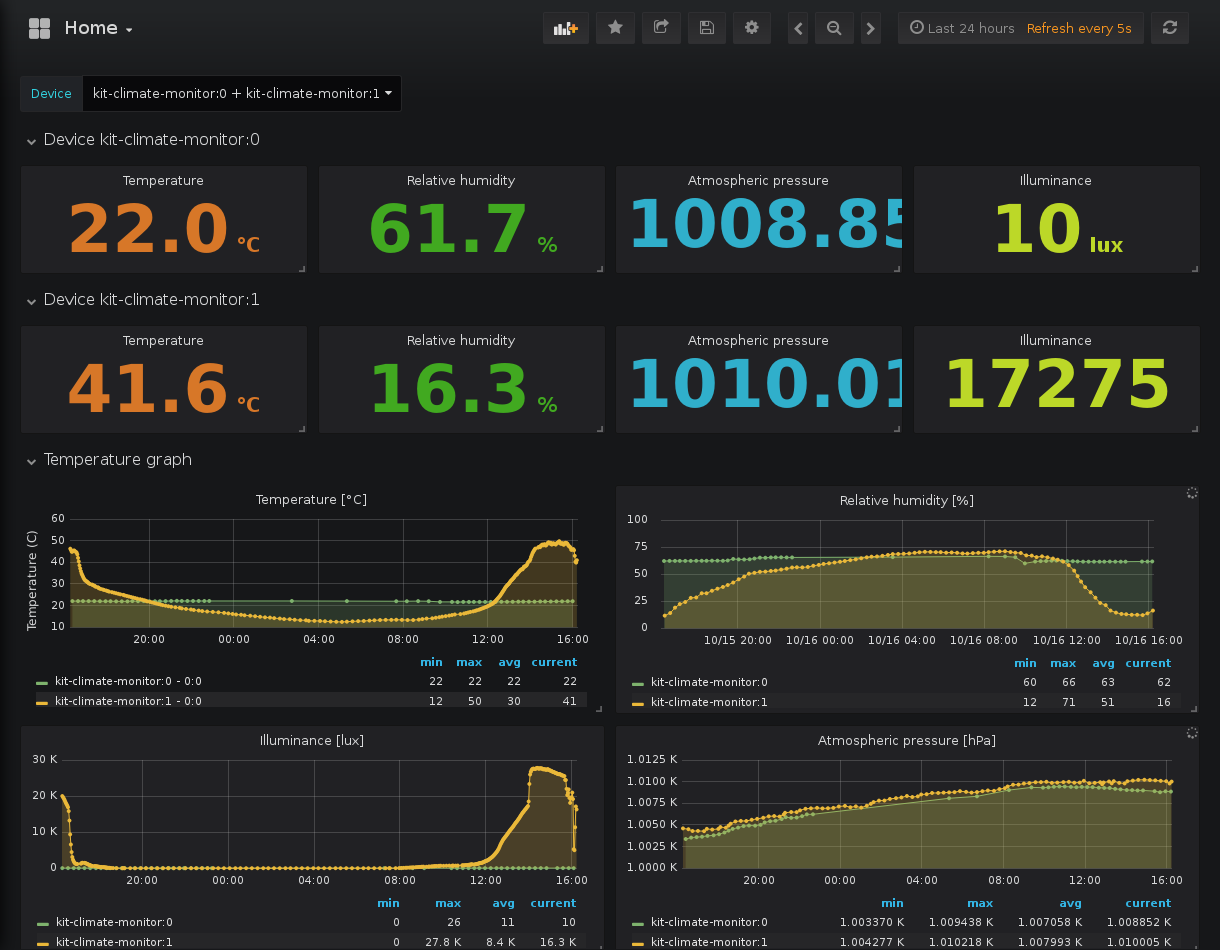 Home
Last 24 hours Refresh every 5s
Device kit-climate-monitor:0 + kit-climate-monitor:1
Device kit-climate-monitor:0
Temperature Relative humidity Atmospheric pressure Illuminance
22.0 °C 61.7 % 1008.85 10 lux
Device kit-climate-monitor:1
Temperature Relative humidity Atmospheric pressure Illuminance
41.6 °C 16.3 % 1010.01 17275
Temperature graph
Temperature [°C]
Temperature (C)
60
50
40
30
20
10
20:00 00:00 04:00 08:00 12:00 16:00
min max avg current
kit-climate-monitor:0 - 0:0 22 22 22 22
kit-climate-monitor:1 - 0:0 12 50 30 41
Relative humidity [%]
100
75
50
25
0
10/15 20:00 10/16 00:00 10/16 04:00 10/16 08:00 10/16 12:00 10/16 16:00
min max avg current
kit-climate-monitor:0 60 66 63 62
kit-climate-monitor:1 12 71 51 16
Illuminance [lux]
30 K
20 K
10 K
0
20:00 00:00 04:00 08:00 12:00 16:00
min max avg current
kit-climate-monitor:0 0 26 11 10
kit-climate-monitor:1 0 27.8 K 8.4 K 16.3 K
Atmospheric pressure [hPa]
1.0125 K
1.0100 K
1.0075 K
1.0050 K
1.0025 K
1.0000 K
20:00 00:00 04:00 08:00 12:00 16:00
min max avg current
kit-climate-monitor:0 1.003370 K 1.009438 K 1.007058 K 1.008852 K
kit-climate-monitor:1 1.004277 K 1.010218 K 1.007993 K 1.010005 K